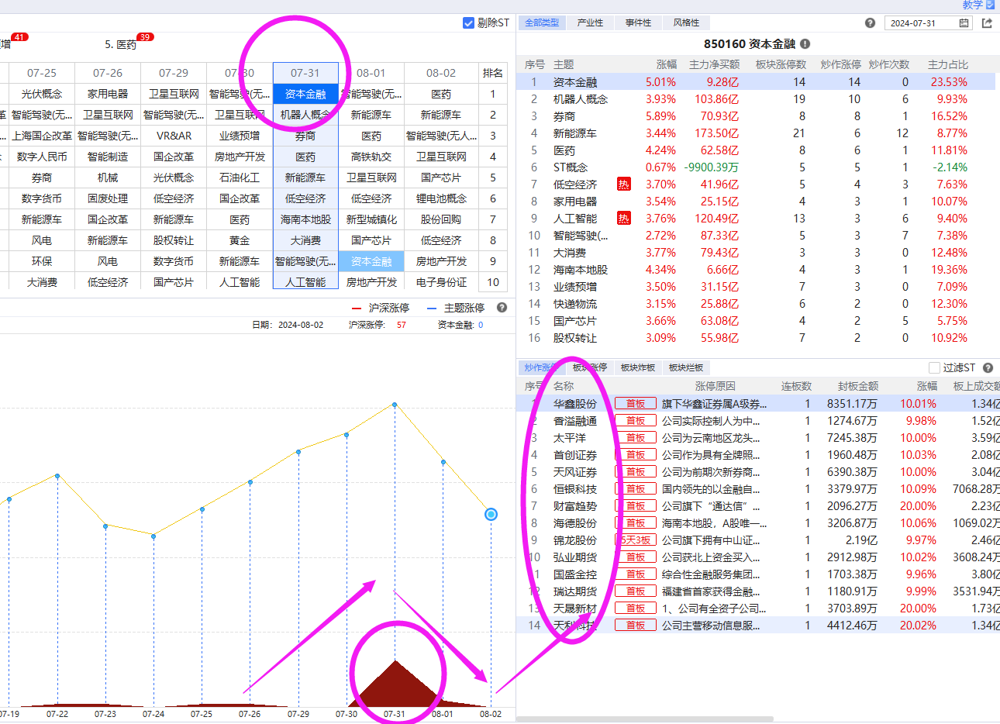 教学
剔除ST
增 41
5. 医药 39
07-25 07-26 07-29 07-30 07-31 08-01 08-02 排名
光伏概念 家用电器 卫星互联网 智能驾驶(无... 资本金融 智能驾驶(无... 医药 1
革 智能驾驶(无... 卫星互联网 智能驾驶(无... 卫星互联网 机器人概念 新能源车 新能源车 2
... 上海国企改革 智能驾驶(无... VR&AR 业绩预增 券商 医药 智能驾驶(无人... 3
数字人民币 智能制造 国企改革 房地产开发 医药 高铁轨交 卫星互联网 4
券商 机械 光伏概念 石油化工 新能源车 卫星互联网 国产芯片 5
数字货币 固废处理 低空经济 国企改革 低空经济 低空经济 锂电池概念 6
新能源车 国企改革 新能源车 医药 海南本地股 新型城镇化 股份回购 7
风电 新能源车 股权转让 黄金 大消费 国产芯片 低空经济 8
环保 风电 数字货币 新能源车 智能驾驶(无... 资本金融 房地产开发 9
大消费 低空经济 国产芯片 人工智能 人工智能 房地产开发 电子身份证 10
沪深涨停 主题涨停
日期: 2024-08-02 沪深涨停: 57 资本金融: 0
07-19 07-22 07-23 07-24 07-25 07-26 07-29 07-30 07-31 08-01 08-02
全部类型 产业性 事件性 风格性 2024-07-31
850160 资本金融
序号 主题 涨幅 主力净买额 板块涨停数 炒作涨停 炒作次数 主力占比
1 资本金融 5.01% 9.28亿 14 14 0 23.53%
2 机器人概念 3.93% 103.86亿 19 10 6 9.93%
3 券商 5.89% 70.93亿 8 8 1 16.52%
4 新能源车 3.44% 173.50亿 21 6 12 8.77%
5 医药 4.24% 62.58亿 8 6 1 11.81%
6 ST概念 0.67% -9900.39万 5 5 1 -2.14%
7 低空经济 热 3.70% 41.96亿 5 4 3 7.63%
8 家用电器 3.54% 25.15亿 4 3 1 10.07%
9 人工智能 热 3.76% 120.49亿 13 3 6 9.40%
10 智能驾驶(... 2.72% 87.33亿 5 3 7 7.38%
11 大消费 3.77% 79.43亿 3 3 0 12.48%
12 海南本地股 4.34% 6.66亿 4 3 1 19.36%
13 业绩预增 3.50% 31.15亿 7 3 0 7.09%
14 快递物流 3.15% 25.88亿 6 2 0 12.30%
15 国产芯片 3.66% 63.08亿 4 2 5 5.75%
16 股权转让 3.09% 55.98亿 7 2 0 10.92%
炒作涨停 板块涨停 板块炸板 板块烂板 过滤ST
序号 名称 涨停原因 连板数 封板金额 涨幅 板上成交额
1 华鑫股份 首板 旗下华鑫证券属A级券... 1 8351.17万 10.01% 1.34亿
2 香溢融通 首板 公司实际控制人为中... 1 1274.67万 9.98% 1.52亿
3 太平洋 首板 公司为云南地区龙头... 1 7245.38万 10.00% 3.59亿
4 首创证券 首板 公司作为具有全牌照... 1 1960.48万 10.03% 2.08亿
5 天风证券 首板 公司为前期次新券商... 1 6390.38万 10.00% 3.04亿
6 恒银科技 首板 国内领先的以金融自... 1 3379.97万 10.09% 7068.28万
7 财富趋势 首板 公司旗下“通达信”... 1 2096.27万 20.00% 2.23亿
8 海德股份 首板 海南本地股，A股唯一... 1 3206.87万 10.06% 1069.02万
9 锦龙股份 5天3板 公司旗下拥有中山证... 1 2.19亿 9.97% 2.46亿
10 弘业期货 首板 公司获北上资金买入... 1 2912.98万 10.02% 3608.24万
1 国盛金控 首板 综合性金融服务集团... 1 1703.38万 9.96% 3.80亿
12 瑞达期货 首板 福建省首家获得金融... 1 1180.91万 9.99% 3531.94万
13 天晟新材 首板 1、公司有全资子公司... 1 3703.89万 20.00% 1.73亿
14 天利科技 首板 公司主营移动信息服... 1 4412.46万 20.02% 1.34亿